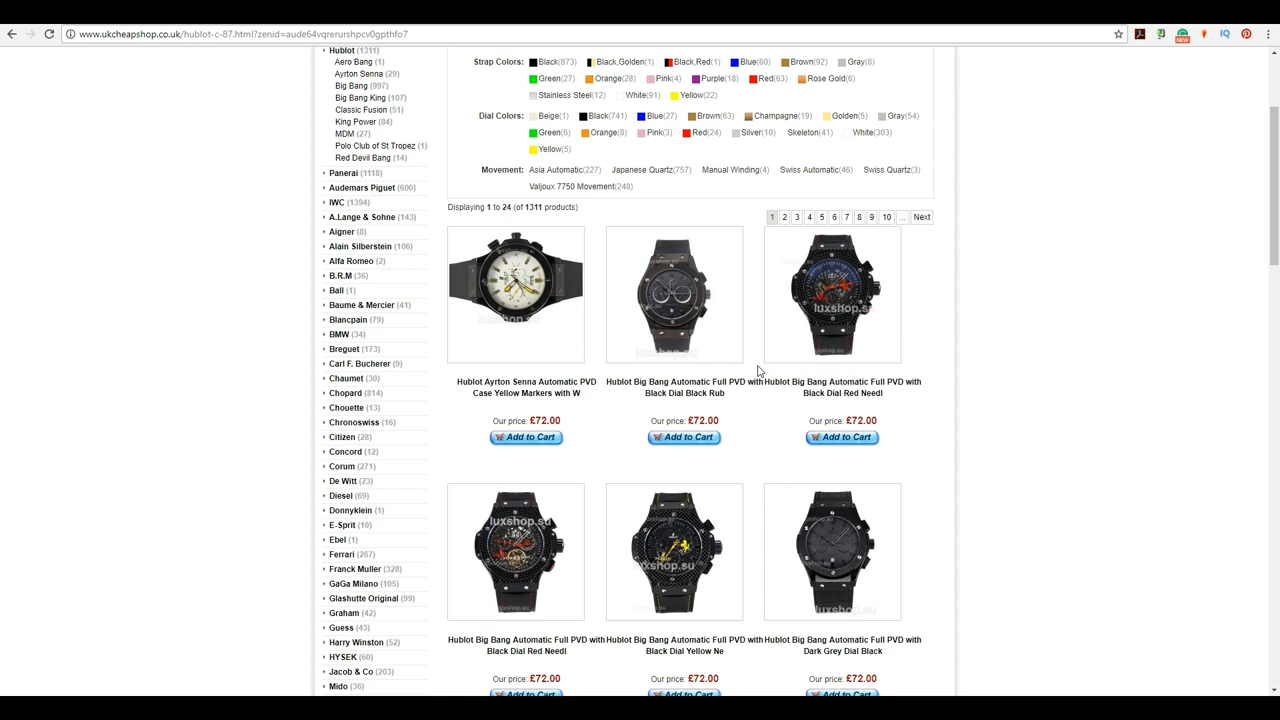 www.ukcheapshop.co.uk/hublot-c-87.html?zenid=aude64vqrerurshpcv0gpthfo7
NEW
IQ
Hublot (1311)
Aero Bang (1)
Ayrton Senna (29)
Big Bang (997)
Big Bang King (107)
Classic Fusion (51)
King Power (84)
MDM (27)
Polo Club of St Tropez (1)
Red Devil Bang (14)
Panerai (1118)
Audemars Piguet (600)
IWC (1394)
A.Lange & Sohne (143)
Aigner (8)
Alain Silberstein (106)
Alfa Romeo (2)
B.R.M (36)
Ball (1)
Baume & Mercier (41)
Blancpain (79)
BMW (34)
Breguet (173)
Carl F. Bucherer (9)
Chaumet (30)
Chopard (814)
Chouette (13)
Chronoswiss (16)
Citizen (28)
Concord (12)
Corum (271)
De Witt (23)
Diesel (69)
Donnyklein (1)
E-Sprit (10)
Ebel (1)
Ferrari (267)
Franck Muller (328)
GaGa Milano (105)
Glashutte Original (99)
Graham (42)
Guess (43)
Harry Winston (52)
HYSEK (60)
Jacob & Co (203)
Mido (36)
Strap Colors: Black(873) Black,Golden(1) Black,Red(1) Blue(60) Brown(92) Gray(8)
Green(27) Orange(28) Pink(4) Purple(18) Red(63) Rose Gold(6)
Stainless Steel(12) White(91) Yellow(22)
Dial Colors: Beige(1) Black(741) Blue(27) Brown(63) Champagne(19) Golden(5) Gray(54)
Green(6) Orange(8) Pink(3) Red(24) Silver(10) Skeleton(41) White(303)
Yellow(5)
Movement: Asia Automatic(227) Japanese Quartz(757) Manual Winding(4) Swiss Automatic(46) Swiss Quartz(3)
Valjoux 7750 Movement(248)
Displaying 1 to 24 (of 1311 products)
1 2 3 4 5 6 7 8 9 10 ... Next
luxshop.su
luxshop.su
luxshop.su
Hublot Ayrton Senna Automatic PVD
Case Yellow Markers with W
Our price: £72.00
Add to Cart
Hublot Big Bang Automatic Full PVD with
Black Dial Black Rub
Our price: £72.00
Add to Cart
Hublot Big Bang Automatic Full PVD with
Black Dial Red Needl
Our price: £72.00
Add to Cart
luxshop.su
luxshop.su
luxshop.su
Hublot Big Bang Automatic Full PVD with
Black Dial Red Needl
Our price: £72.00
Add to Cart
Hublot Big Bang Automatic Full PVD with
Black Dial Yellow Ne
Our price: £72.00
Add to Cart
Hublot Big Bang Automatic Full PVD with
Dark Grey Dial Black
Our price: £72.00
Add to Cart